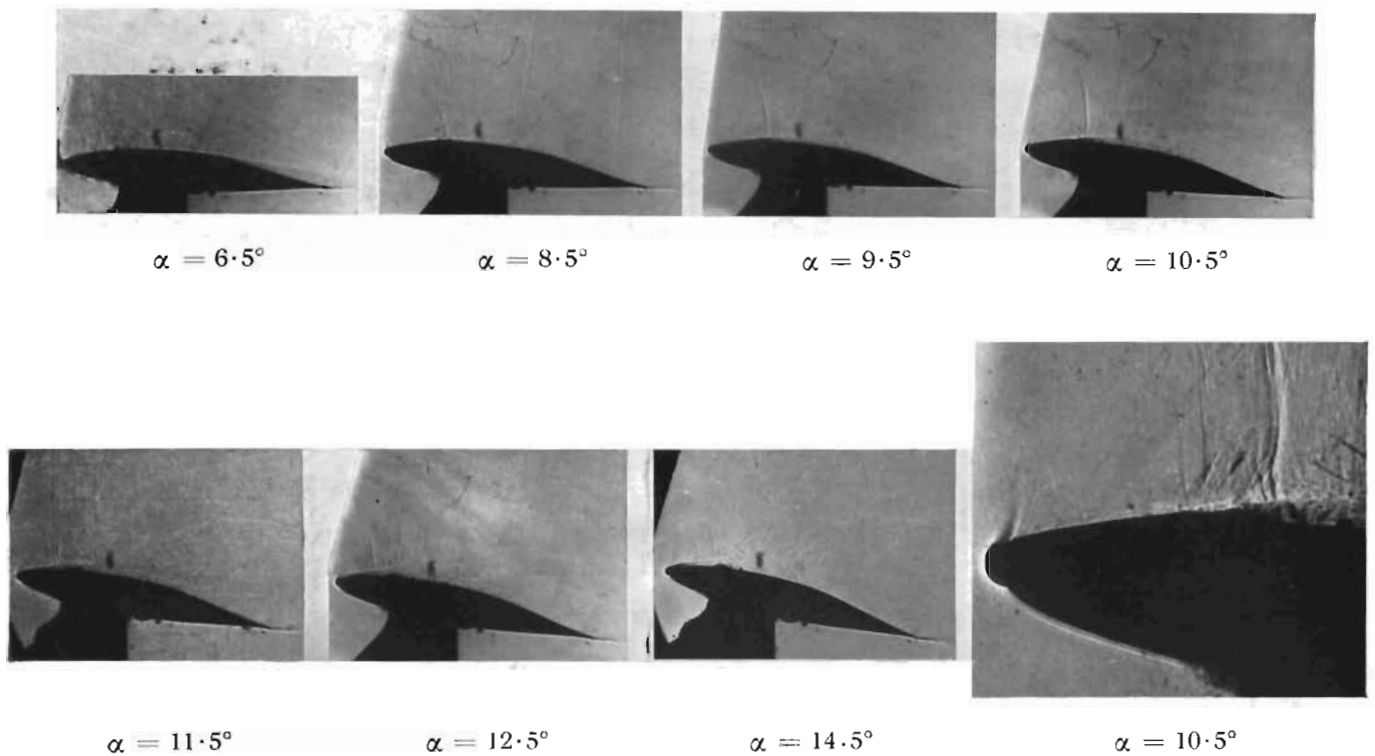 α = 6·5°
α = 8·5°
α = 9·5°
α = 10·5°
α = 11·5°
α = 12·5°
α = 14.5°
α = 10·5°